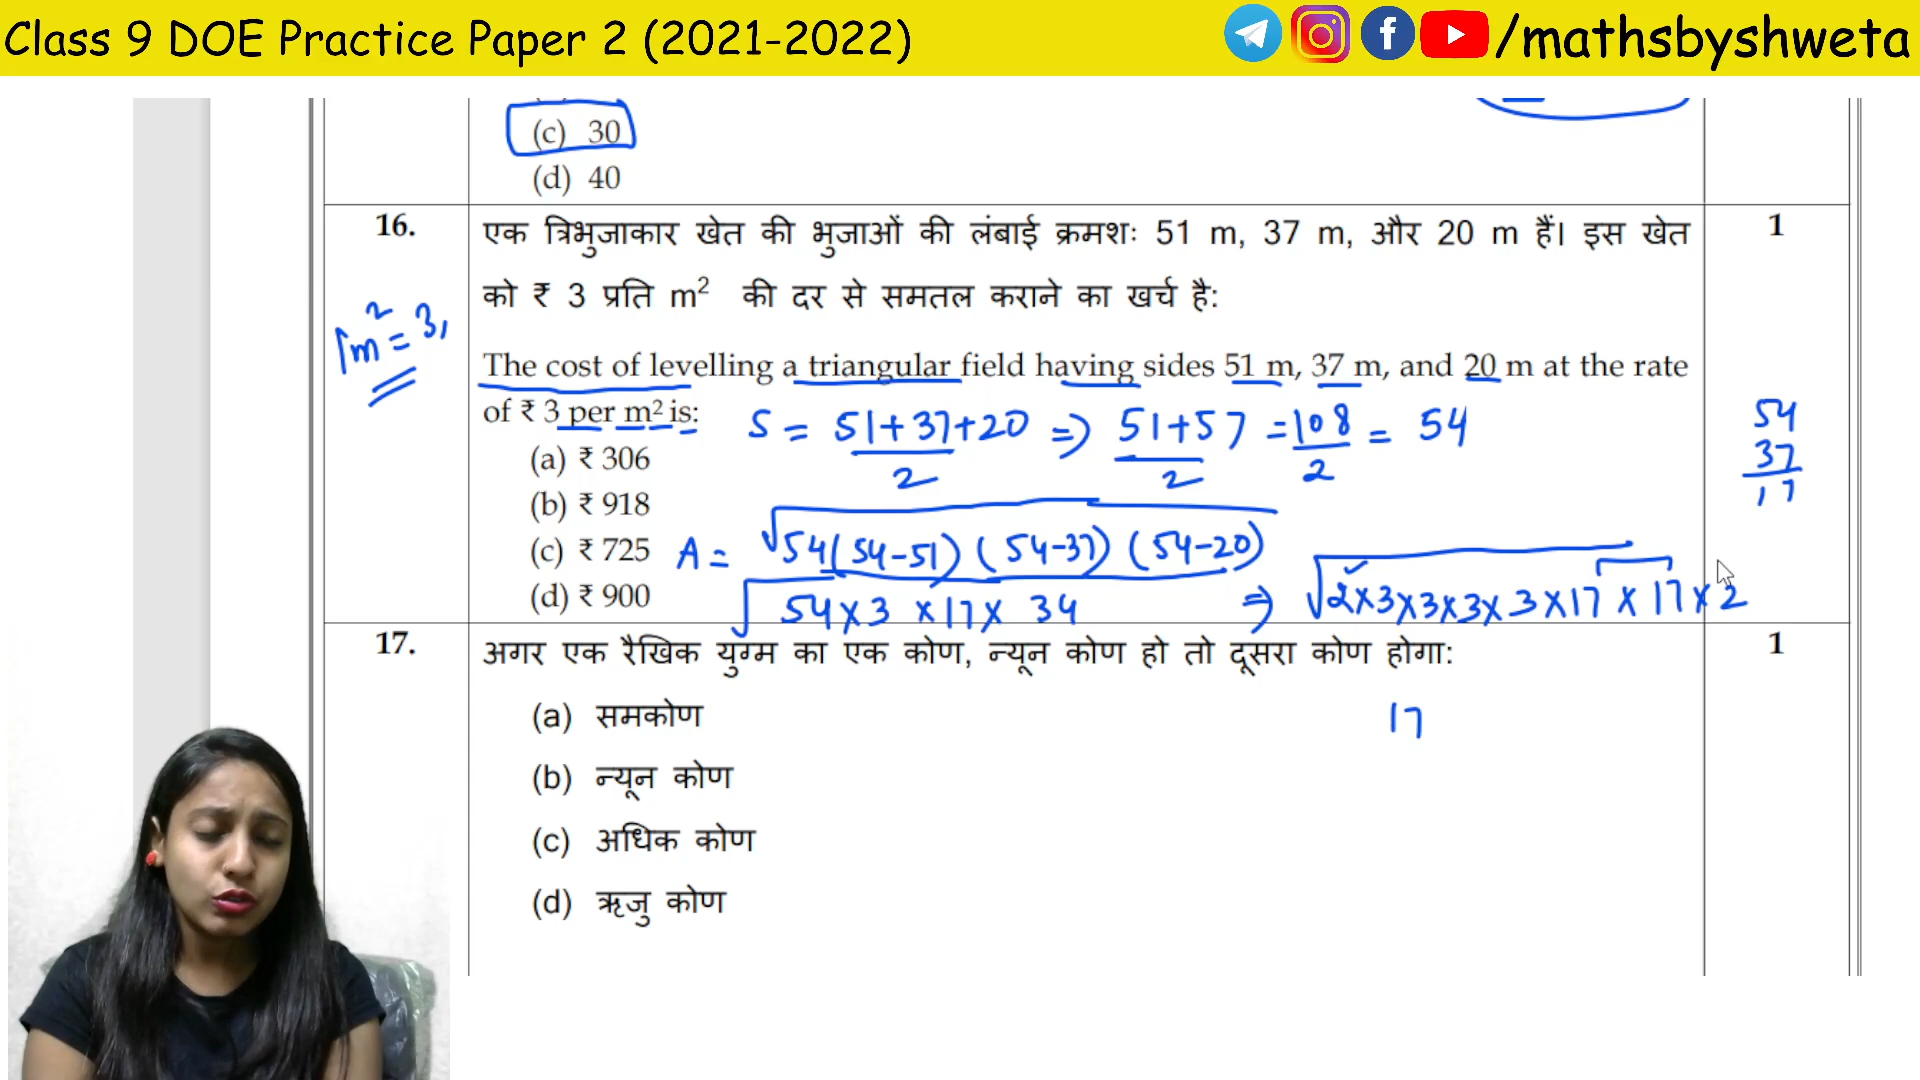 Class 9 DOE Practice Paper 2 (2021-2022)
/mathsbyshweta
(c) 30
(d) 40
16.
एक त्रिभुजाकार खेत की भुजाओं की लंबाई क्रमशः 51 m, 37 m, और 20 m हैं। इस खेत
1
को ₹ 3 प्रति m² की दर से समतल कराने का खर्च है:
1m² = 3,
The cost of levelling a triangular field having sides 51 m, 37 m, and 20 m at the rate
of ₹ 3 per m² is:
S = 51+37+20/2 ⇒ 51+57/2 = 108/2 = 54
54
37
17
(a) ₹ 306
(b) ₹ 918
(c) ₹ 725
A = √54(54-51)(54-37)(54-20)
(d) ₹ 900
√54×3×17×34 ⇒ √2×3×3×3×3×17×17×2
17.
अगर एक रैखिक युग्म का एक कोण, न्यून कोण हो तो दूसरा कोण होगा:
1
(a) समकोण
17
(b) न्यून कोण
(c) अधिक कोण
(d) ऋजु कोण